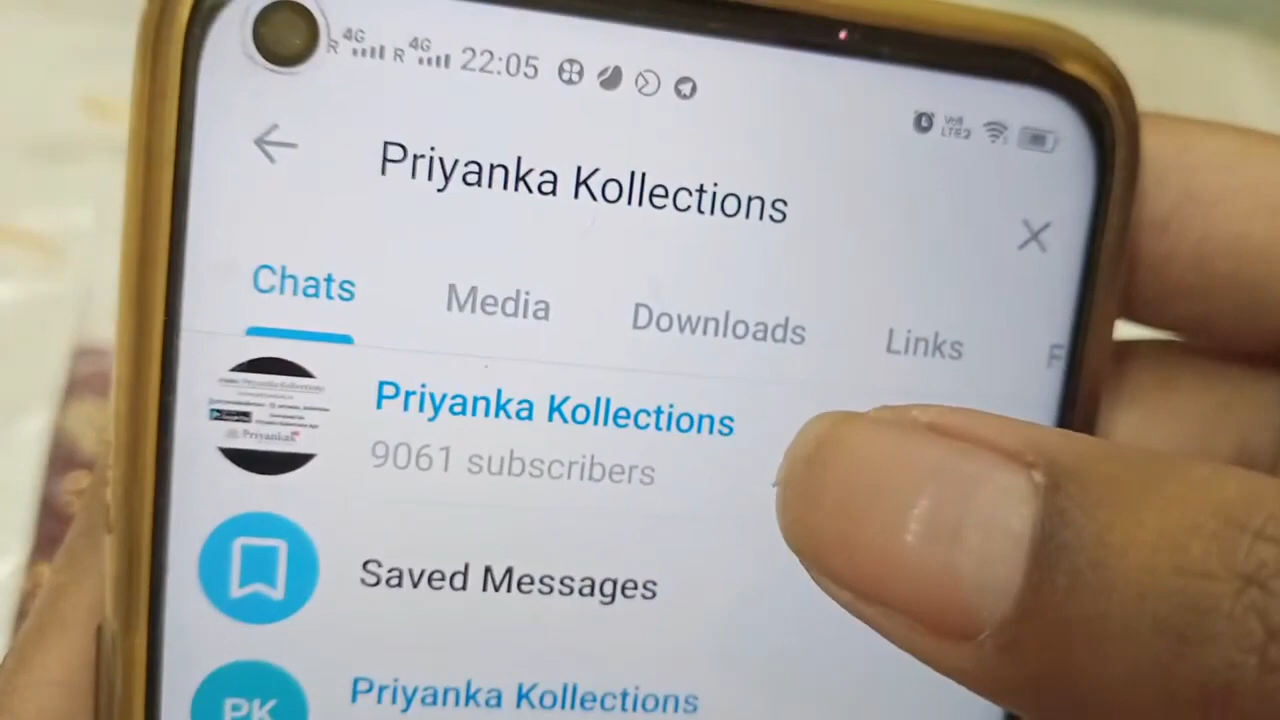 R 4G R 4G 22:05
Priyanka Kollections
Chats Media Downloads Links F
Priyanka Kollections
9061 subscribers
Priyanka
Saved Messages
PK Priyanka Kollections